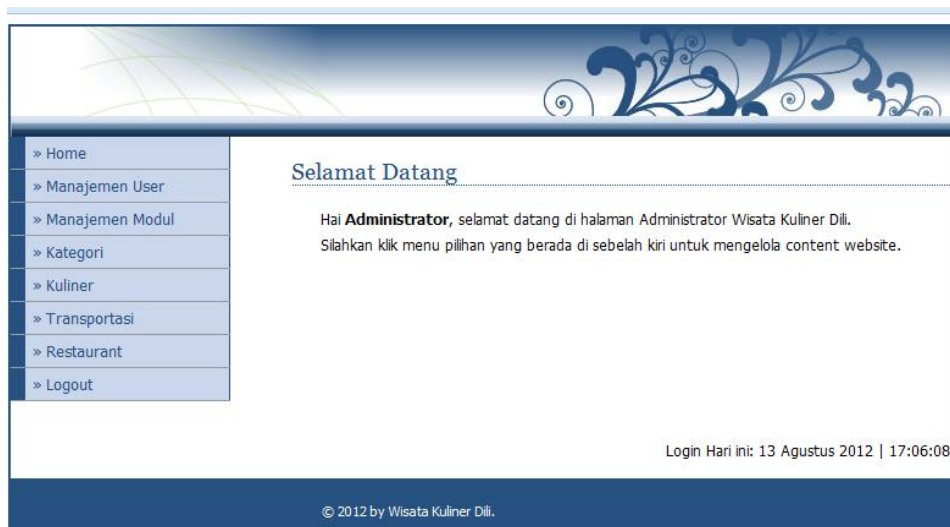 » Home
» Manajemen User
» Manajemen Modul
» Kategori
» Kuliner
» Transportasi
» Restaurant
» Logout
Selamat Datang
Hai Administrator, selamat datang di halaman Administrator Wisata Kuliner Dili.
Silahkan klik menu pilihan yang berada di sebelah kiri untuk mengelola content website.
Login Hari ini: 13 Agustus 2012 | 17:06:08
© 2012 by Wisata Kuliner Dili.